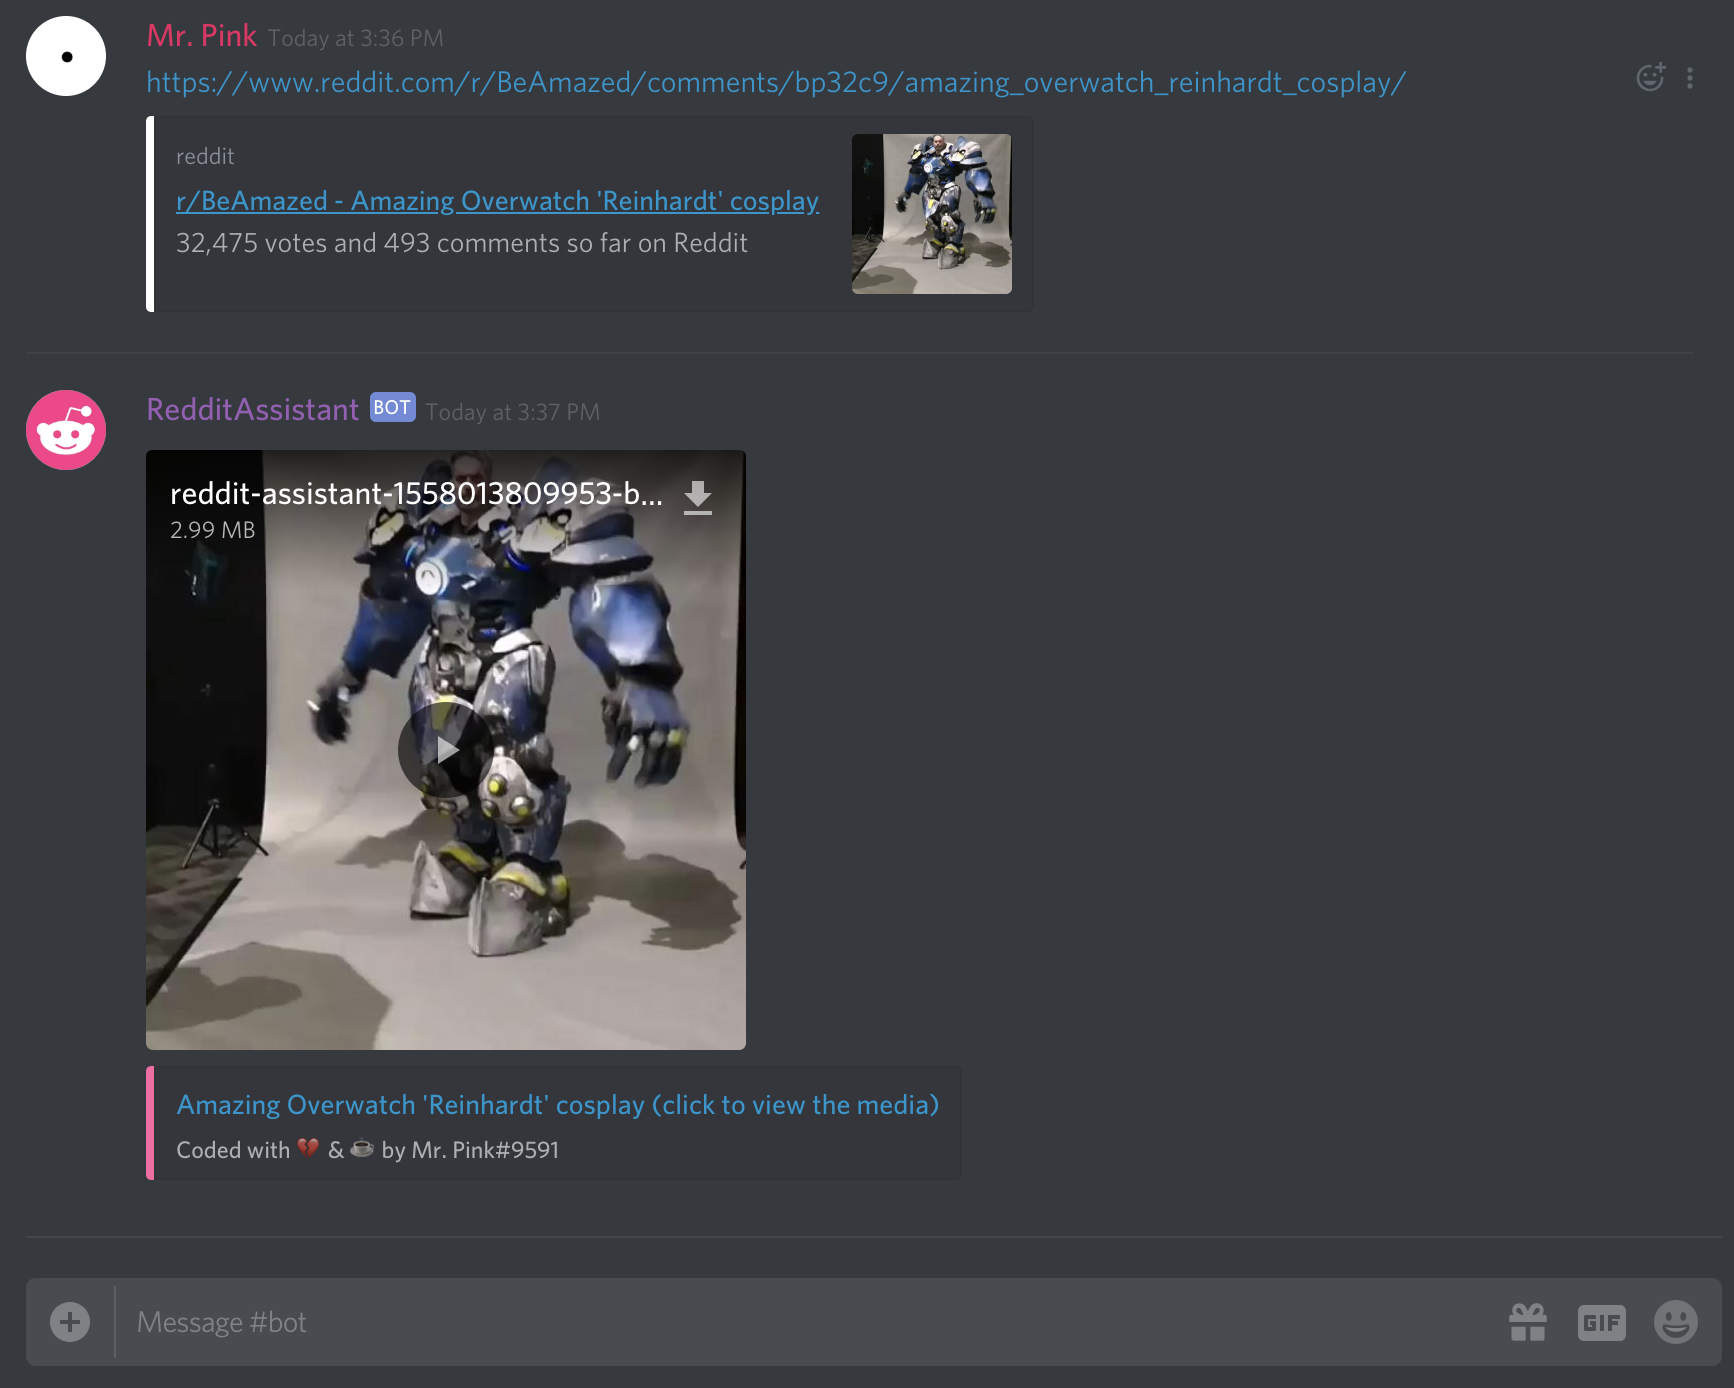 Mr. Pink Today at 3:36 PM
https://www.reddit.com/r/BeAmazed/comments/bp32c9/amazing_overwatch_reinhardt_cosplay/
reddit
r/BeAmazed - Amazing Overwatch 'Reinhardt' cosplay
32,475 votes and 493 comments so far on Reddit
RedditAssistant BOT Today at 3:37 PM
reddit-assistant-1558013809953-b...
2.99 MB
Amazing Overwatch 'Reinhardt' cosplay (click to view the media)
Coded with 💔 & ☕ by Mr. Pink#9591
Message #bot
GIF